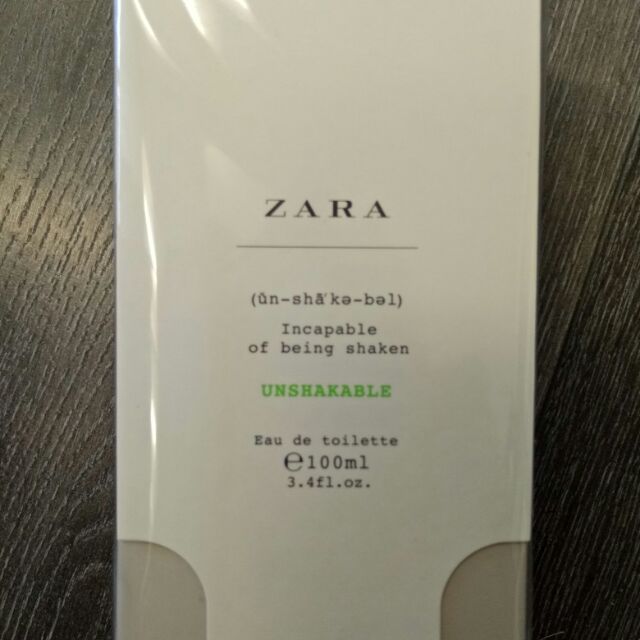 ZARA
(ŭn-shā′kə-bəl)
Incapable
of being shaken
UNSHAKABLE
Eau de toilette
℮100ml
3.4fl.oz.